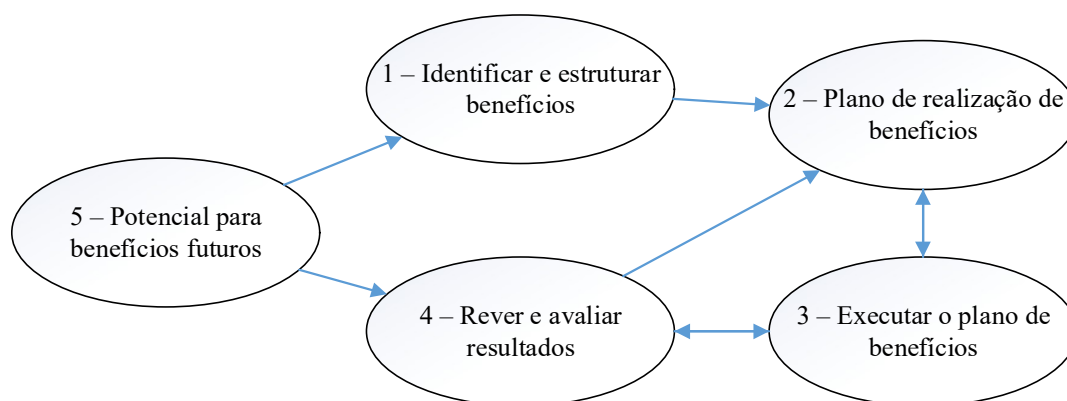 1 – Identificar e estruturar
benefícios
2 – Plano de realização de
benefícios
3 – Executar o plano de
benefícios
4 – Rever e avaliar
resultados
5 – Potencial para
benefícios futuros